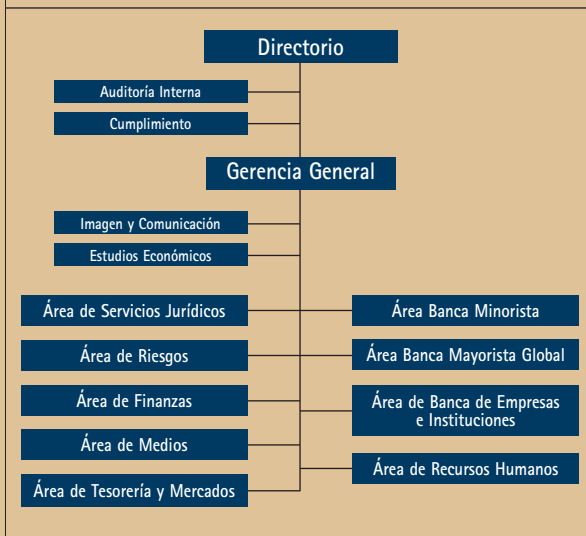 Directorio
Auditoría Interna
Cumplimiento
Gerencia General
Imagen y Comunicación
Estudios Económicos
Área de Servicios Jurídicos
Área Banca Minorista
Área de Riesgos
Área Banca Mayorista Global
Área de Finanzas
Área de Banca de Empresas
e Instituciones
Área de Medios
Área de Recursos Humanos
Área de Tesorería y Mercados